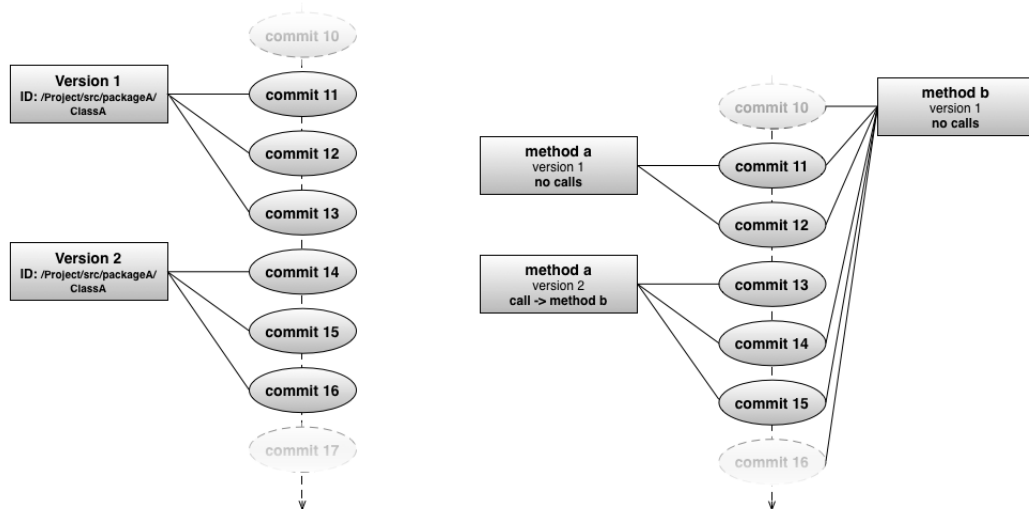 commit 10
Version 1
ID: /Project/src/packageA/
ClassA
commit 11
commit 12
commit 13
Version 2
ID: /Project/src/packageA/
ClassA
commit 14
commit 15
commit 16
commit 17
commit 10
method b
version 1
no calls
method a
version 1
no calls
commit 11
commit 12
method a
version 2
call -> method b
commit 13
commit 14
commit 15
commit 16